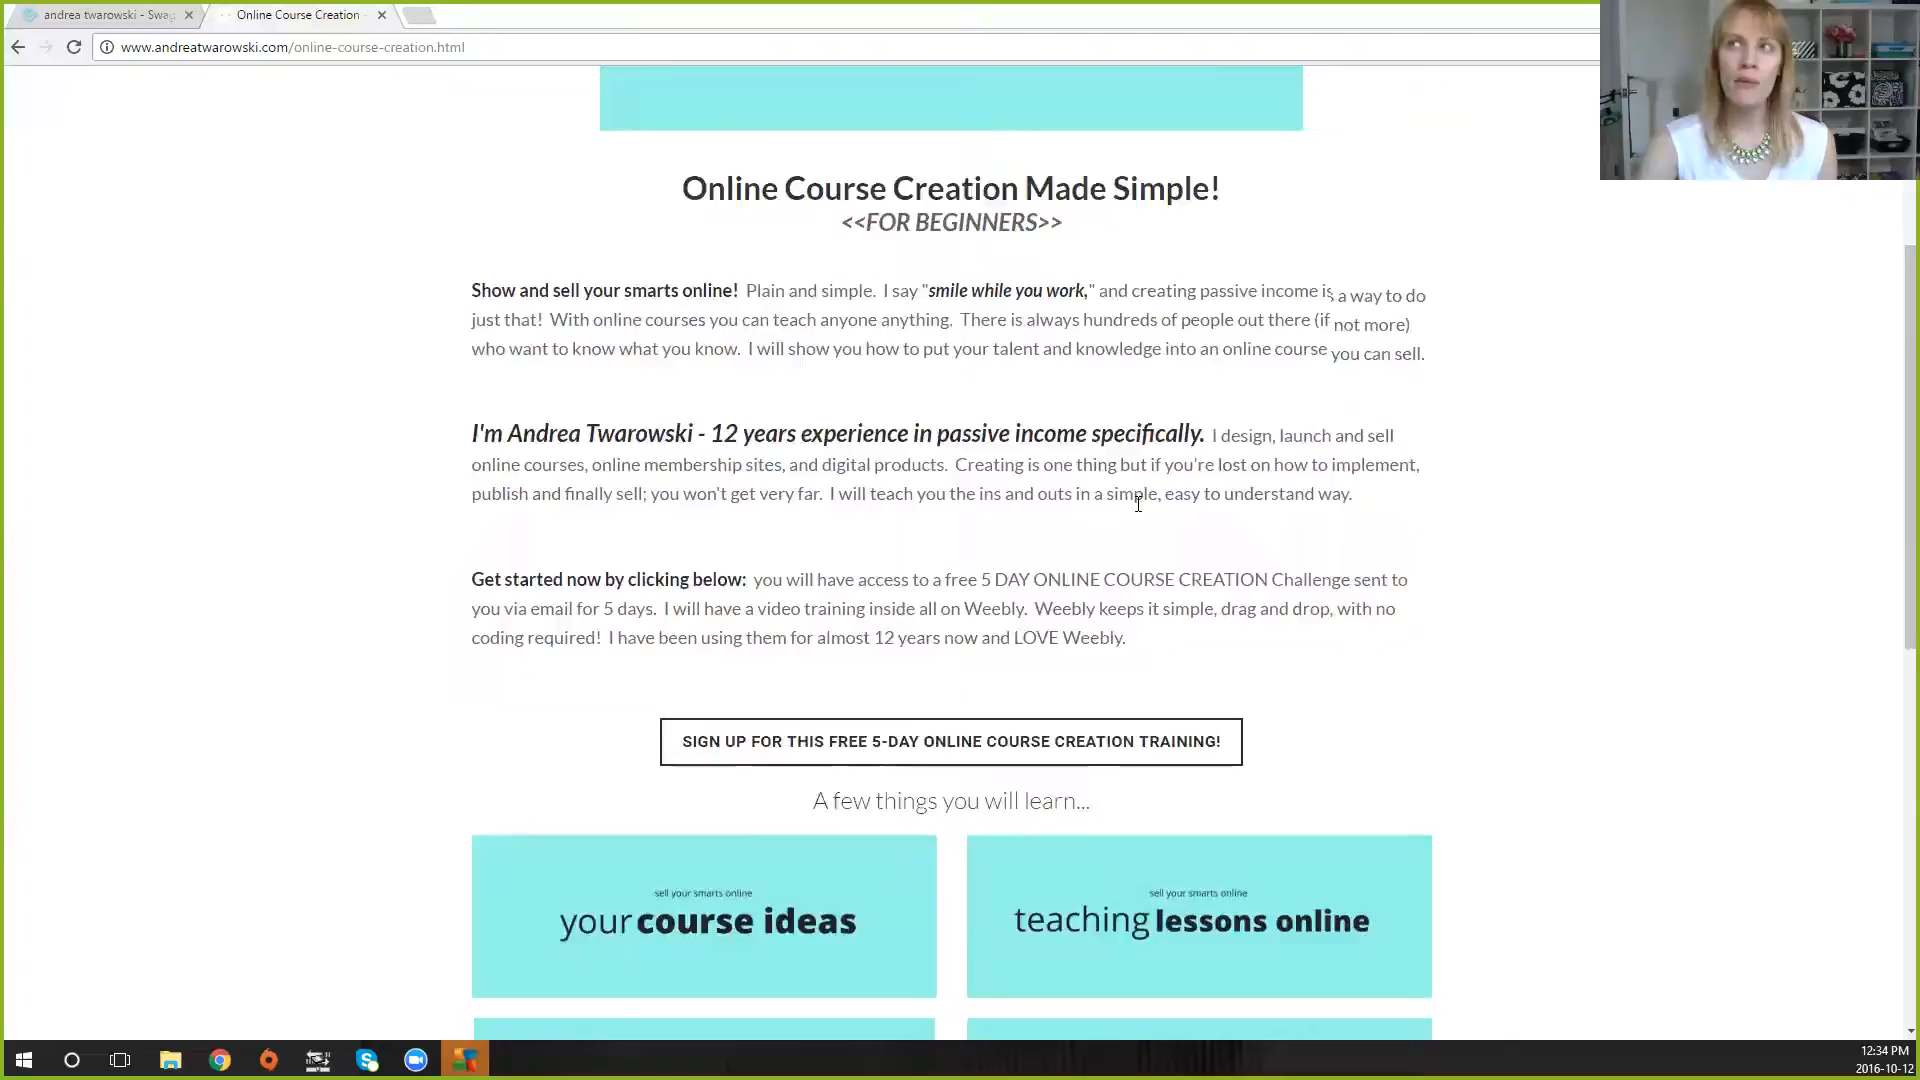 andrea twarowski - Swag
Online Course Creation -
www.andreatwarowski.com/online-course-creation.html
Online Course Creation Made Simple!
<<FOR BEGINNERS>>
Show and sell your smarts online! Plain and simple. I say "smile while you work," and creating passive income is a way to do
just that! With online courses you can teach anyone anything. There is always hundreds of people out there (if not more)
who want to know what you know. I will show you how to put your talent and knowledge into an online course you can sell.
I'm Andrea Twarowski - 12 years experience in passive income specifically. I design, launch and sell
online courses, online membership sites, and digital products. Creating is one thing but if you're lost on how to implement,
publish and finally sell; you won't get very far. I will teach you the ins and outs in a simple, easy to understand way.
Get started now by clicking below: you will have access to a free 5 DAY ONLINE COURSE CREATION Challenge sent to
you via email for 5 days. I will have a video training inside all on Weebly. Weebly keeps it simple, drag and drop, with no
coding required! I have been using them for almost 12 years now and LOVE Weebly.
SIGN UP FOR THIS FREE 5-DAY ONLINE COURSE CREATION TRAINING!
A few things you will learn...
sell your smarts online
your course ideas
sell your smarts online
teaching lessons online
12:34 PM
2016-10-12